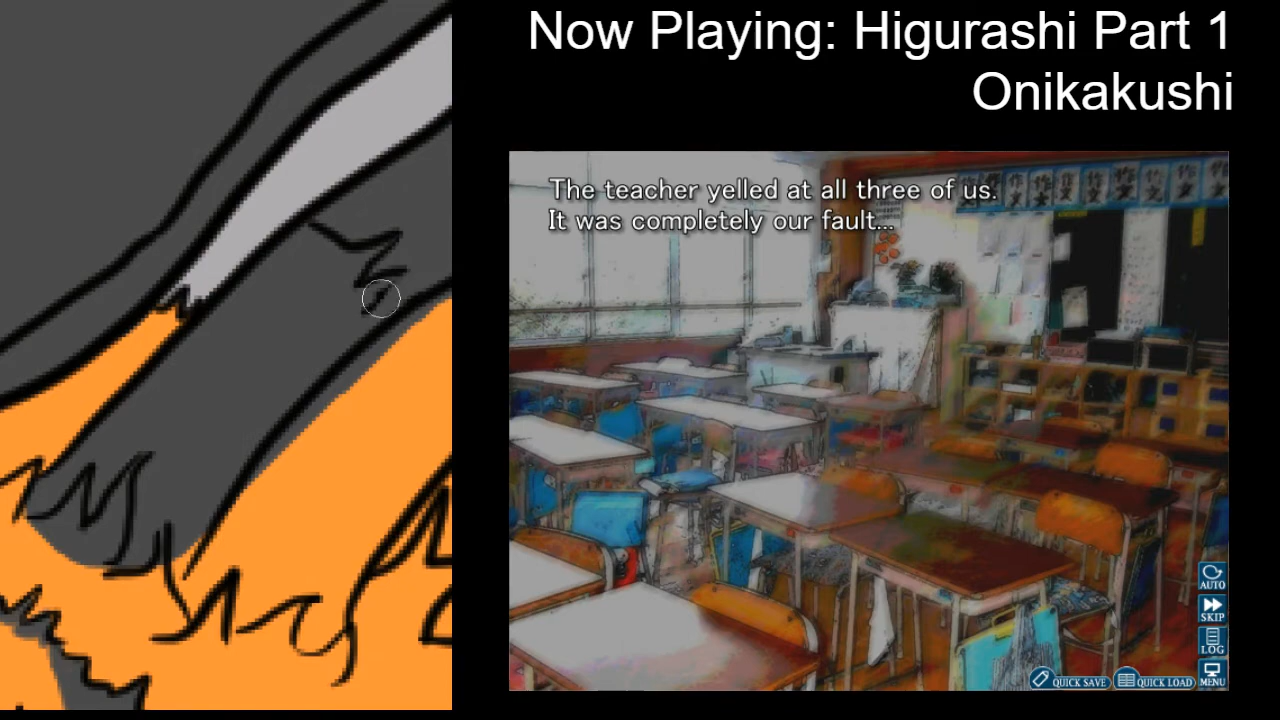 Now Playing: Higurashi Part 1
Onikakushi
The teacher yelled at all three of us.
It was completely our fault...
AUTO
SKIP
LOG
MENU
QUICK SAVE
QUICK LOAD